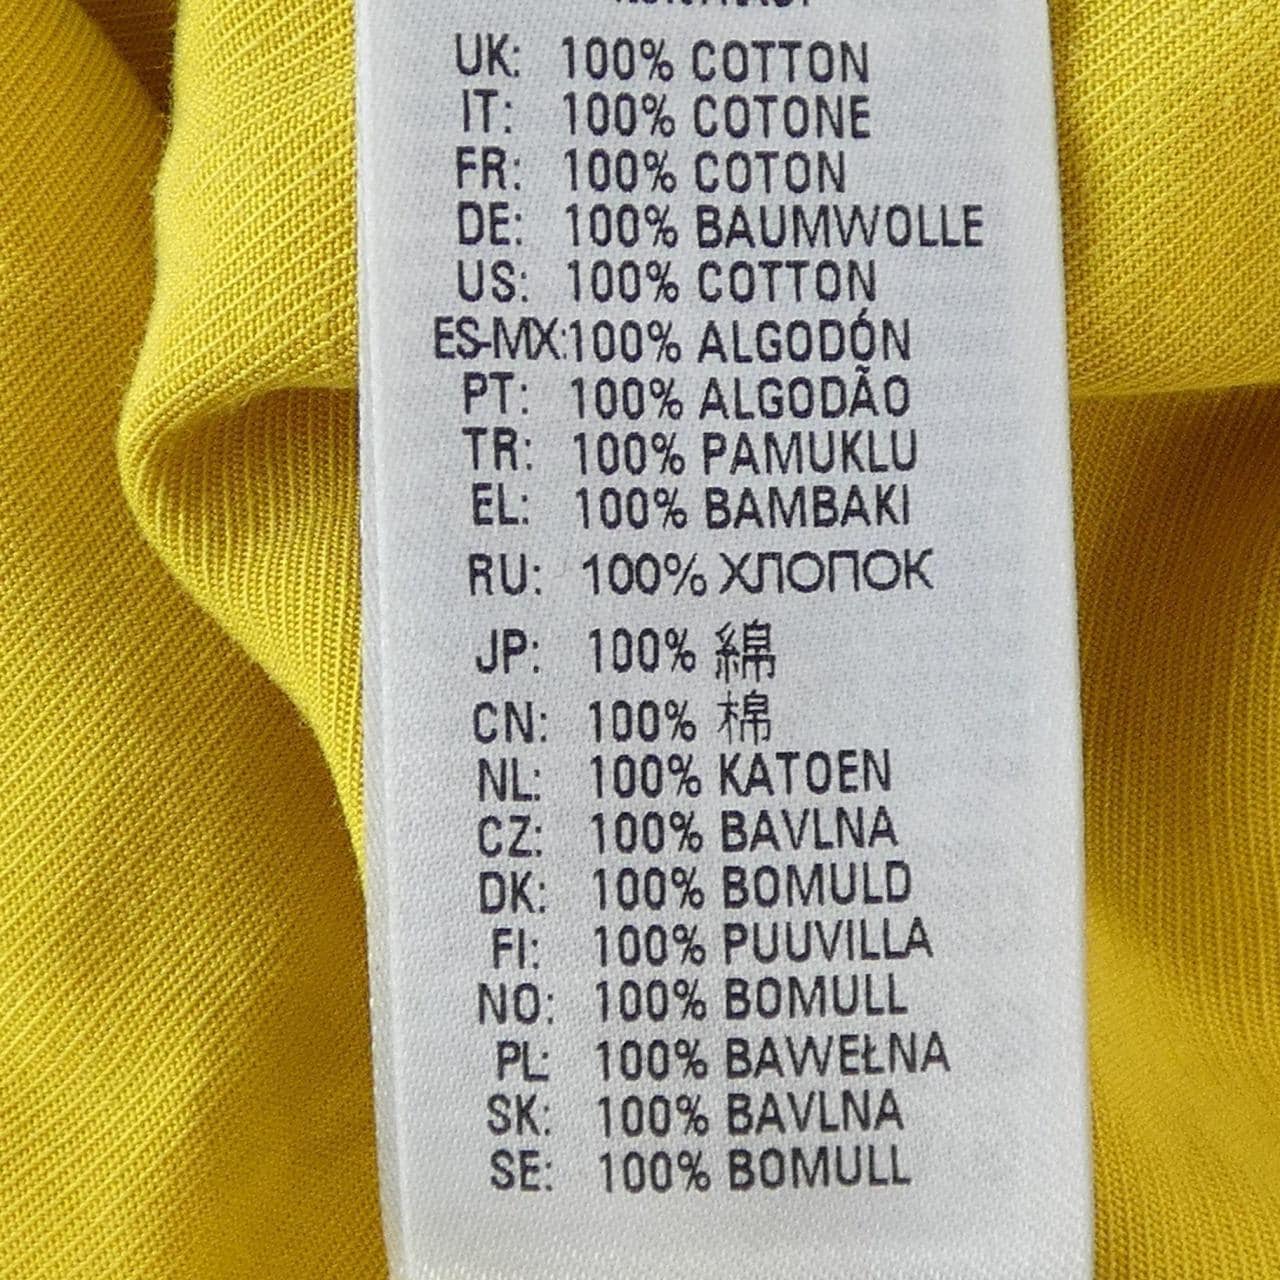 UK: 100% COTTON
IT: 100% COTONE
FR: 100% COTON
DE: 100% BAUMWOLLE
US: 100% COTTON
ES-MX: 100% ALGODÓN
PT: 100% ALGODÃO
TR: 100% PAMUKLU
EL: 100% BAMBAKI
RU: 100% ХЛОПОК
JP: 100% 綿
CN: 100% 棉
NL: 100% KATOEN
CZ: 100% BAVLNA
DK: 100% BOMULD
FI: 100% PUUVILLA
NO: 100% BOMULL
PL: 100% BAWEŁNA
SK: 100% BAVLNA
SE: 100% BOMULL